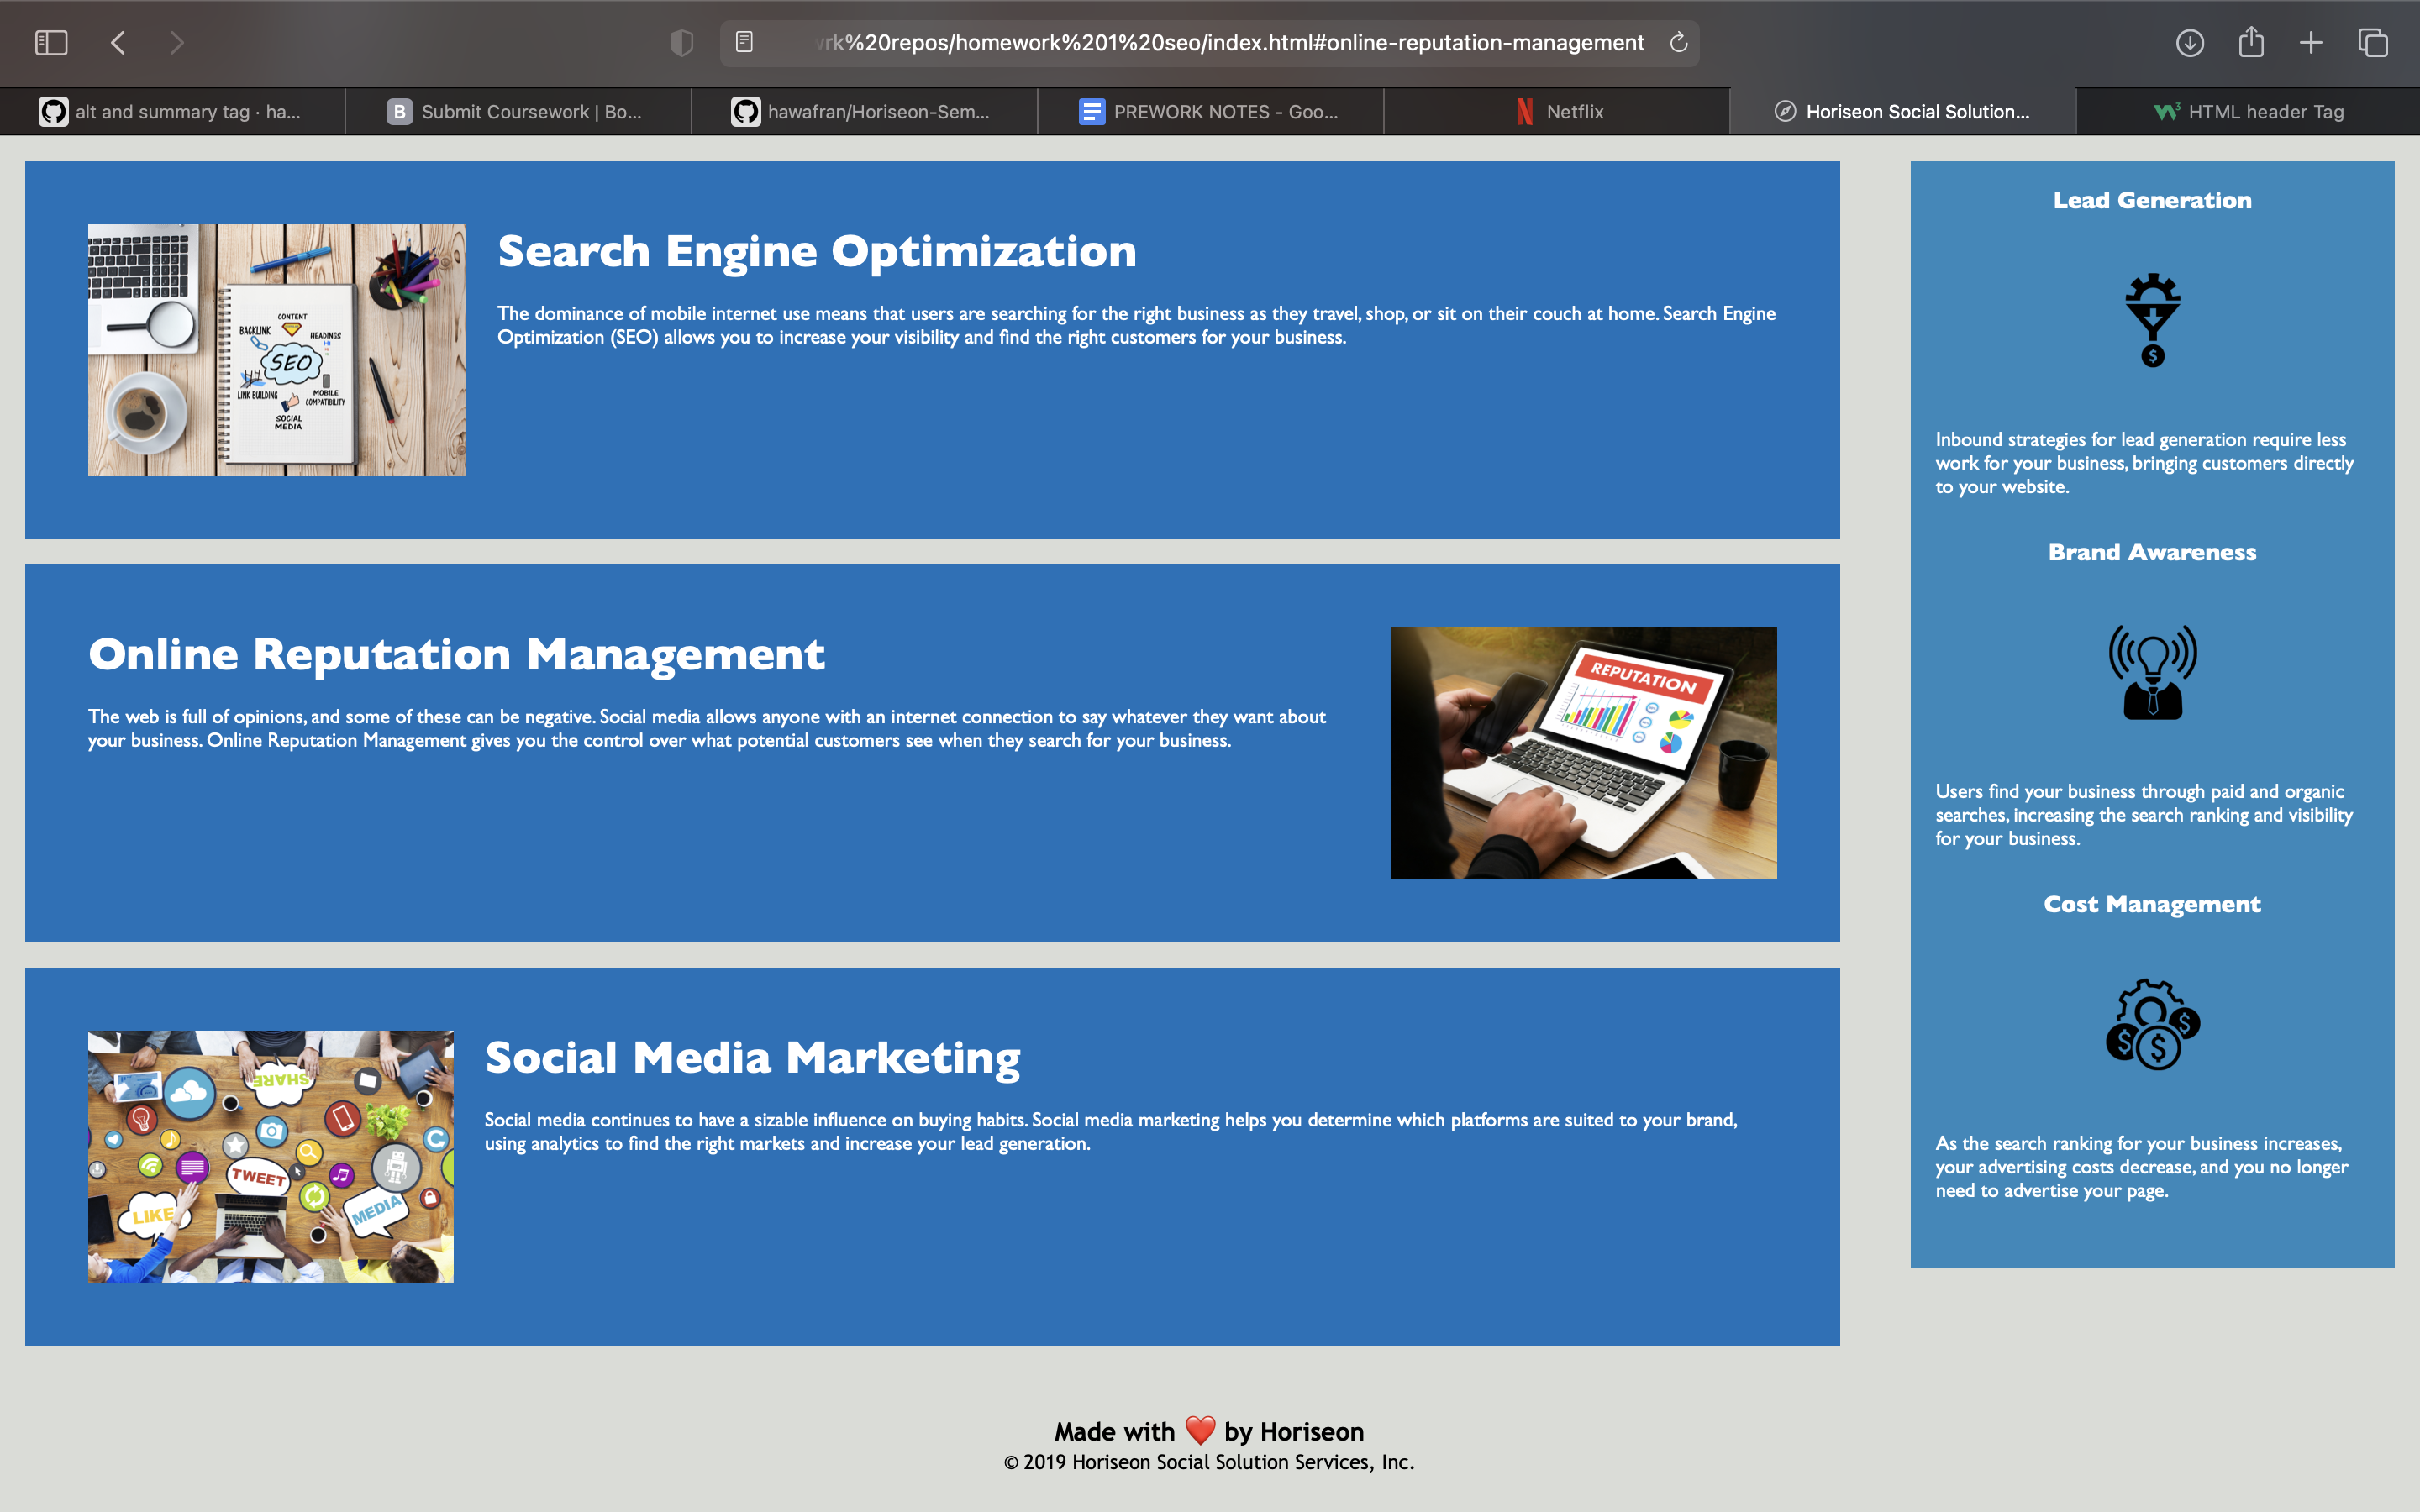 vrk%20repos/homework%201%20seo/index.html#online-reputation-management
alt and summary tag · ha...
B
Submit Coursework | Bo...
hawafran/Horiseon-Sem...
PREWORK NOTES - Goo...
N
Netflix
Horiseon Social Solution...
W3
HTML header Tag
CONTENT
BACKLINK
HEADINGS
SEO
LINK BUILDING
MOBILE
COMPATIBILITY
SOCIAL
MEDIA
Search Engine Optimization
The dominance of mobile internet use means that users are searching for the right business as they travel, shop, or sit on their couch at home. Search Engine
Optimization (SEO) allows you to increase your visibility and find the right customers for your business.
Online Reputation Management
The web is full of opinions, and some of these can be negative. Social media allows anyone with an internet connection to say whatever they want about
your business. Online Reputation Management gives you the control over what potential customers see when they search for your business.
REPUTATION
SHARE
TWEET
LIKE
MEDIA
Social Media Marketing
Social media continues to have a sizable influence on buying habits. Social media marketing helps you determine which platforms are suited to your brand,
using analytics to find the right markets and increase your lead generation.
Lead Generation
$
Inbound strategies for lead generation require less
work for your business, bringing customers directly
to your website.
Brand Awareness
Users find your business through paid and organic
searches, increasing the search ranking and visibility
for your business.
Cost Management
$ $ $
As the search ranking for your business increases,
your advertising costs decrease, and you no longer
need to advertise your page.
Made with ❤️ by Horiseon
© 2019 Horiseon Social Solution Services, Inc.